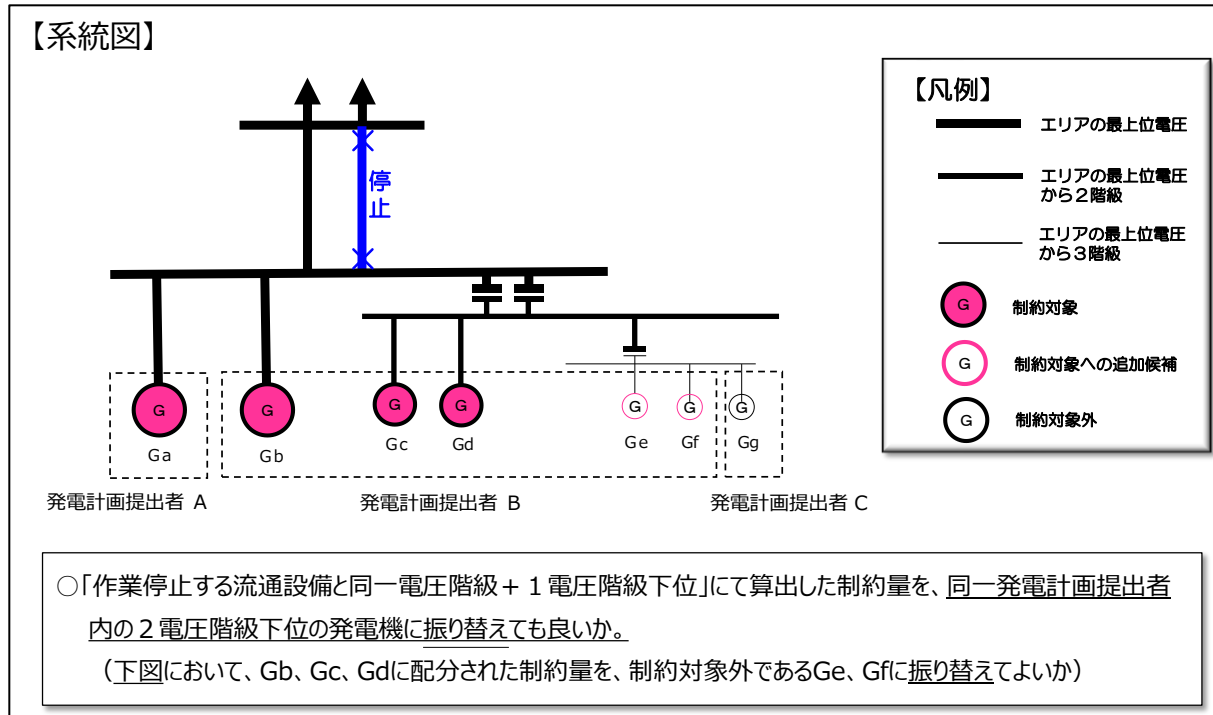 【系統図】
停
止
G
G
G
G
G
G
G
Ga
Gb
Gc
Gd
Ge
Gf
Gg
発電計画提出者 A
発電計画提出者 B
発電計画提出者 C
【凡例】
エリアの最上位電圧
エリアの最上位電圧
から２階級
エリアの最上位電圧
から３階級
G
制約対象
G
制約対象への追加候補
G
制約対象外
○「作業停止する流通設備と同一電圧階級＋１電圧階級下位」にて算出した制約量を、同一発電計画提出者
内の２電圧階級下位の発電機に振り替えても良いか。
（下図において、Gb、Gc、Gdに配分された制約量を、制約対象外であるGe、Gfに振り替えてよいか）